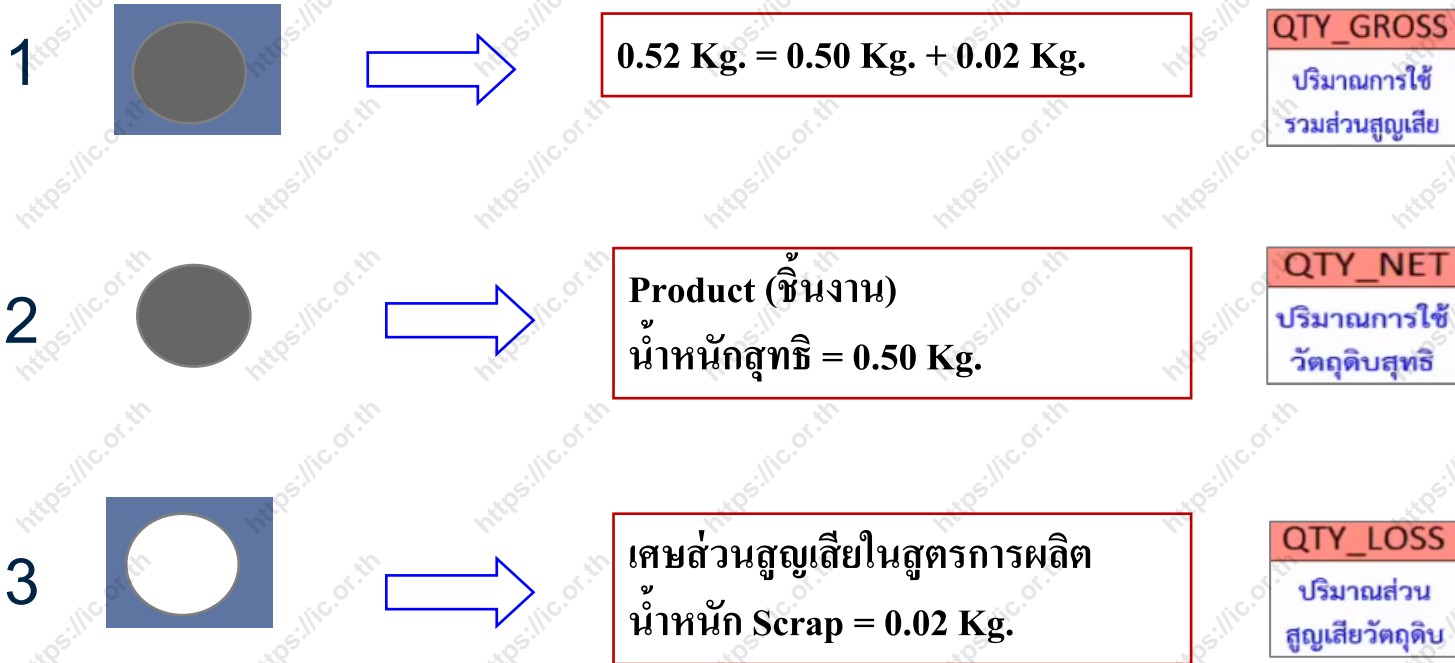 1
0.52 Kg. = 0.50 Kg. + 0.02 Kg.
QTY_GROSS
ปริมาณการใช้
รวมส่วนสูญเสีย
2
Product (ชิ้นงาน)
น้ำหนักสุทธิ = 0.50 Kg.
QTY_NET
ปริมาณการใช้
วัตถุดิบสุทธิ
3
เศษส่วนสูญเสียในสูตรการผลิต
น้ำหนัก Scrap = 0.02 Kg.
QTY_LOSS
ปริมาณส่วน
สูญเสียวัตถุดิบ
https://ic.or.th